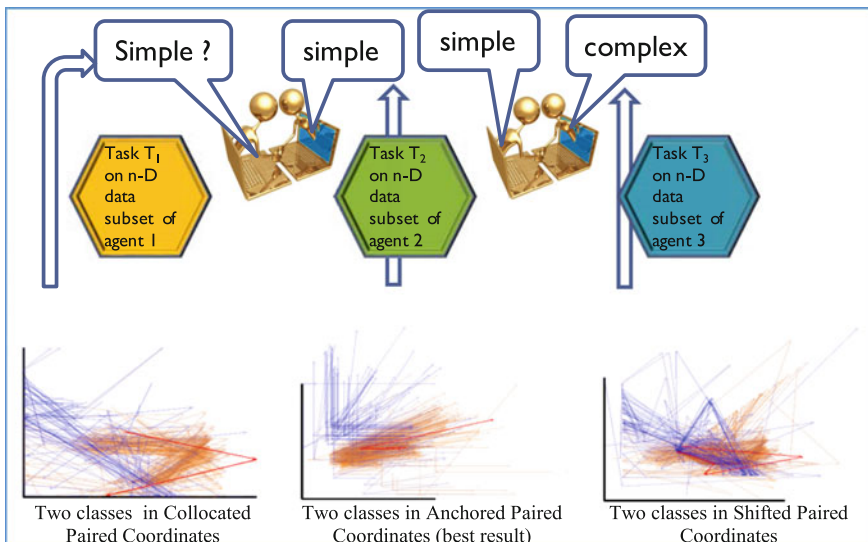 Simple ?
simple
simple
complex
Task T₁
on n-D
data
subset of
agent 1
Task T₂
on n-D
data
subset of
agent 2
Task T₃
on n-D
data
subset of
agent 3
Two classes in Collocated
Paired Coordinates
Two classes in Anchored Paired
Coordinates (best result)
Two classes in Shifted Paired
Coordinates